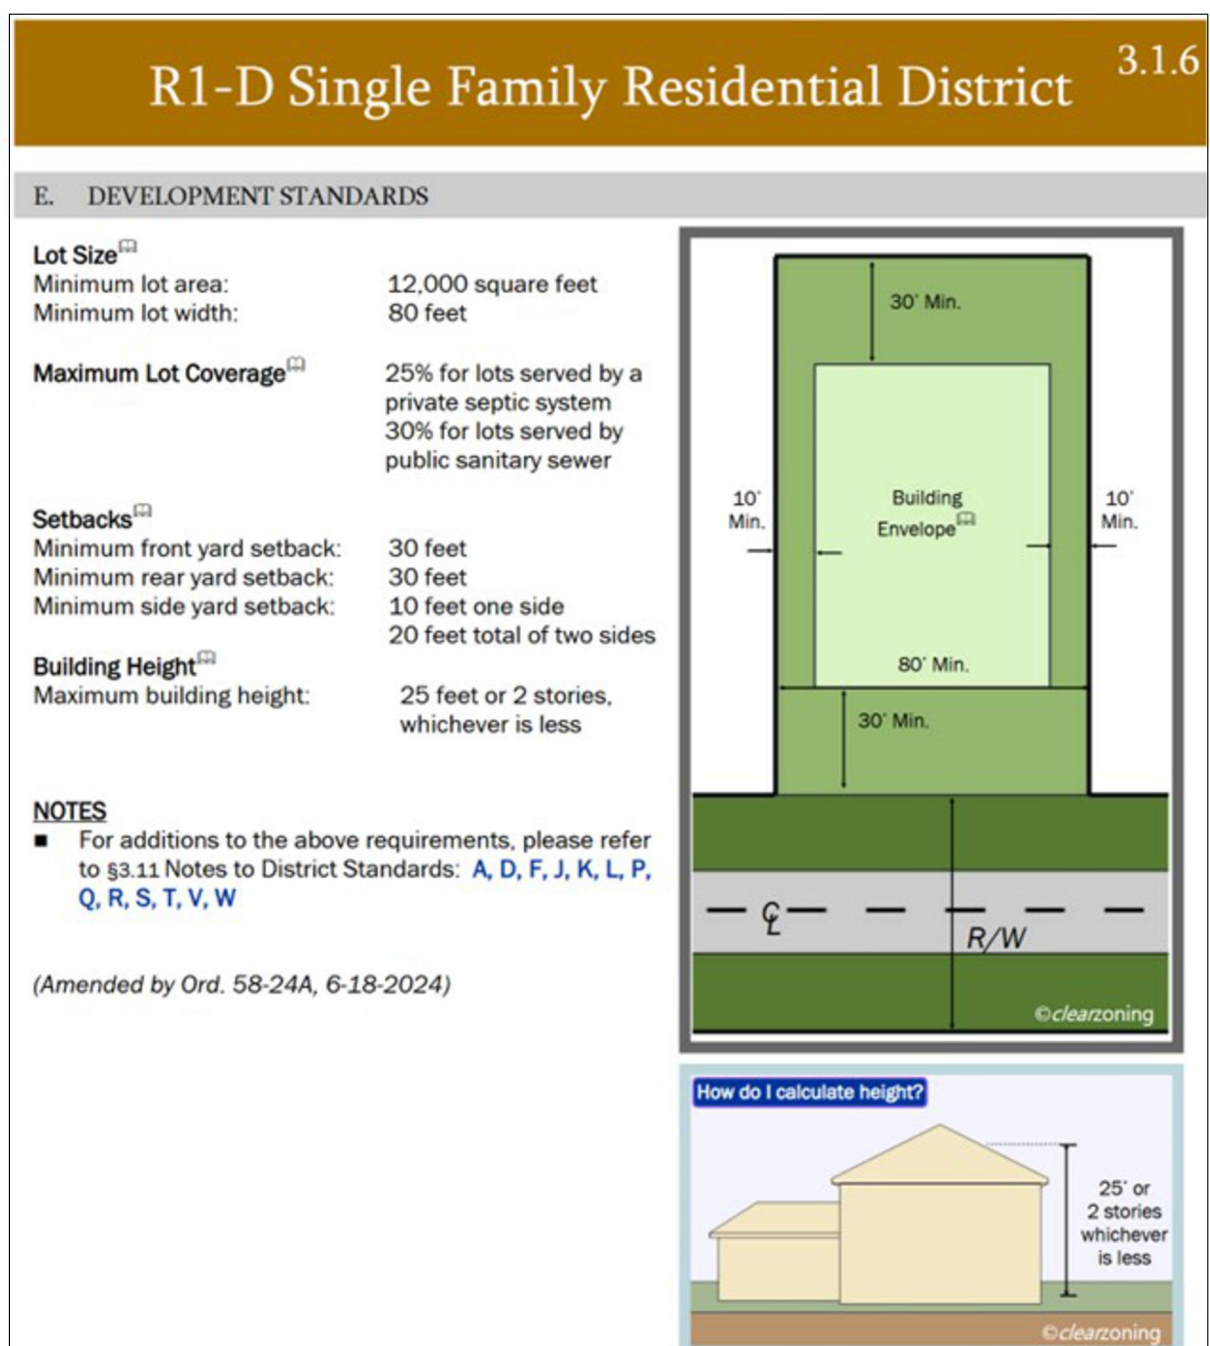 R1-D Single Family Residential District
3.1.6
E. DEVELOPMENT STANDARDS
Lot Size
Minimum lot area: 12,000 square feet
Minimum lot width: 80 feet
Maximum Lot Coverage 25% for lots served by a
private septic system
30% for lots served by
public sanitary sewer
Setbacks
Minimum front yard setback: 30 feet
Minimum rear yard setback: 30 feet
Minimum side yard setback: 10 feet one side
20 feet total of two sides
Building Height
Maximum building height: 25 feet or 2 stories,
whichever is less
NOTES
■ For additions to the above requirements, please refer
to §3.11 Notes to District Standards: A, D, F, J, K, L, P,
Q, R, S, T, V, W
(Amended by Ord. 58-24A, 6-18-2024)
30' Min.
10'
Min.
Building
Envelope
10'
Min.
80' Min.
30' Min.
℄
R/W
©clearzoning
How do I calculate height?
25' or
2 stories
whichever
is less
©clearzoning